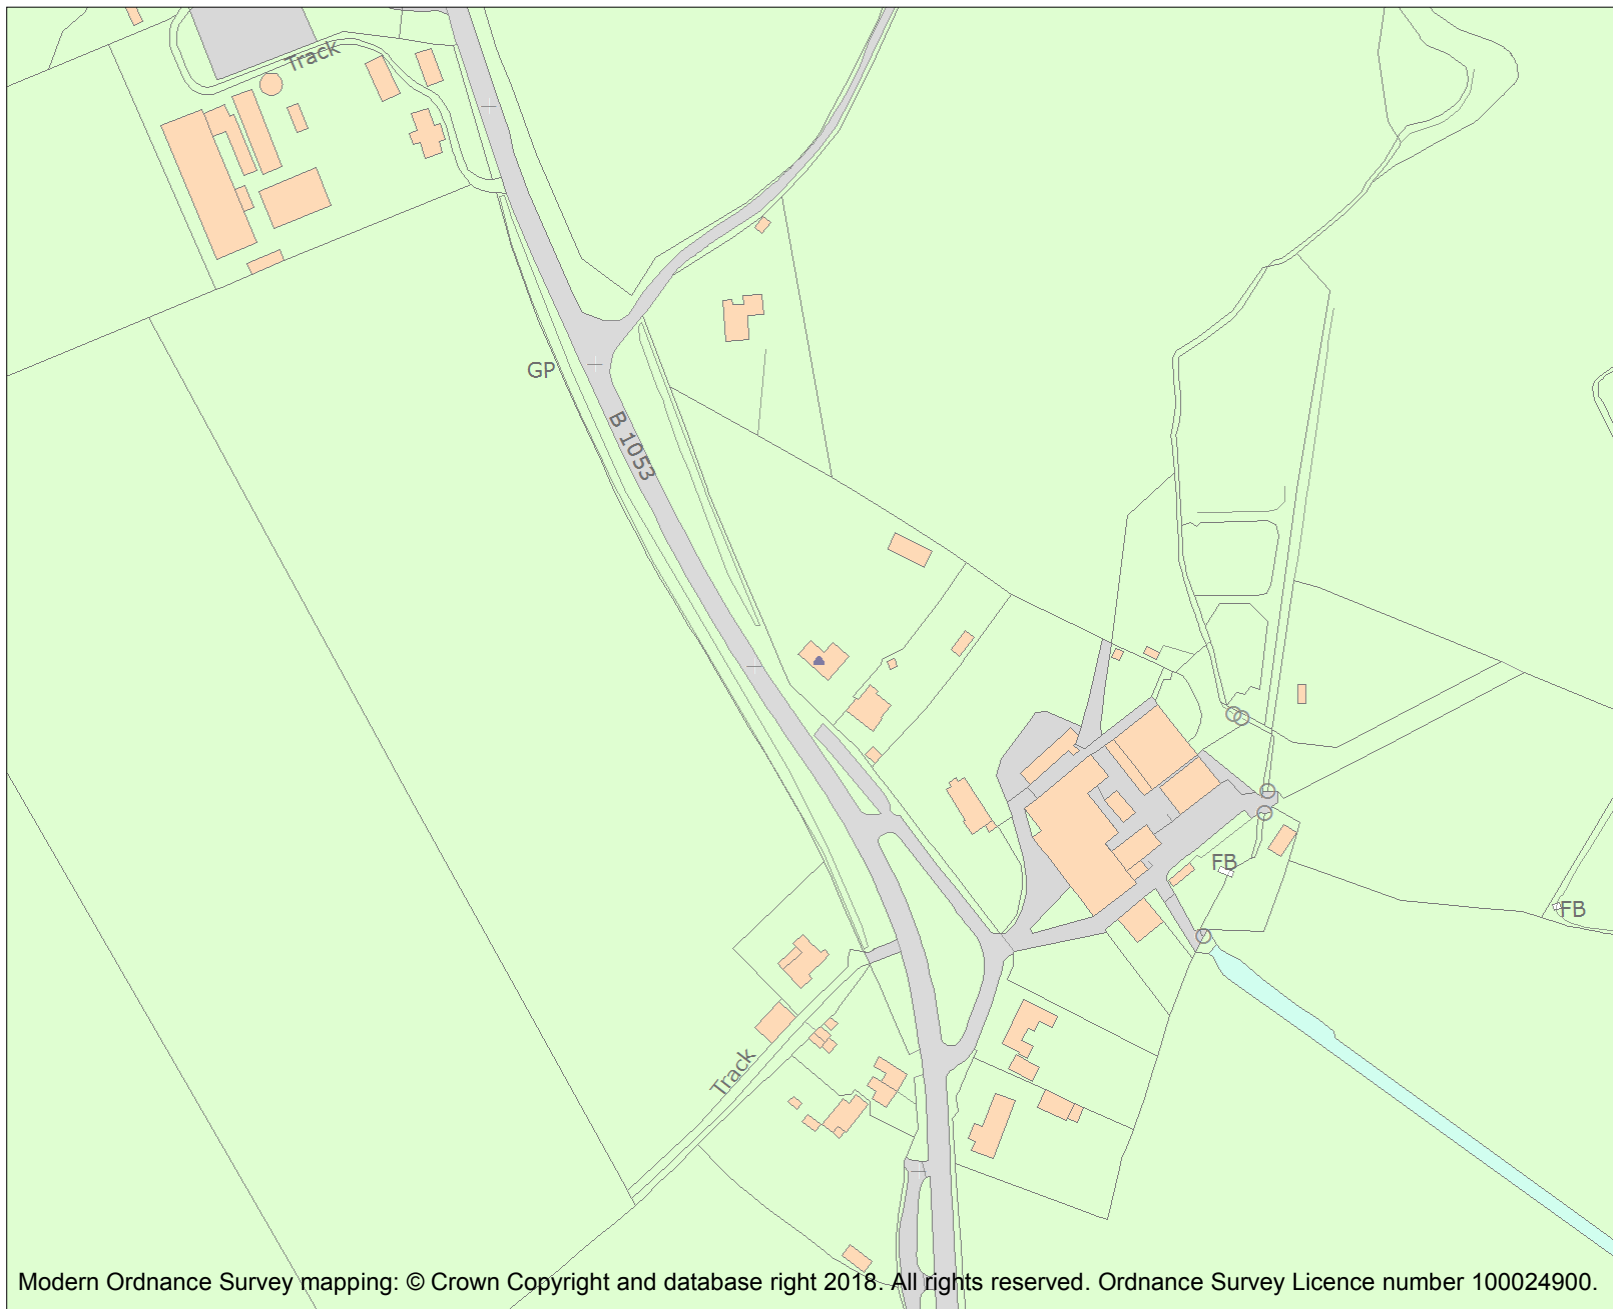 Track
GP
B 1053
FB
FB
Track
Modern Ordnance Survey mapping: © Crown Copyright and database right 2018. All rights reserved. Ordnance Survey Licence number 100024900.